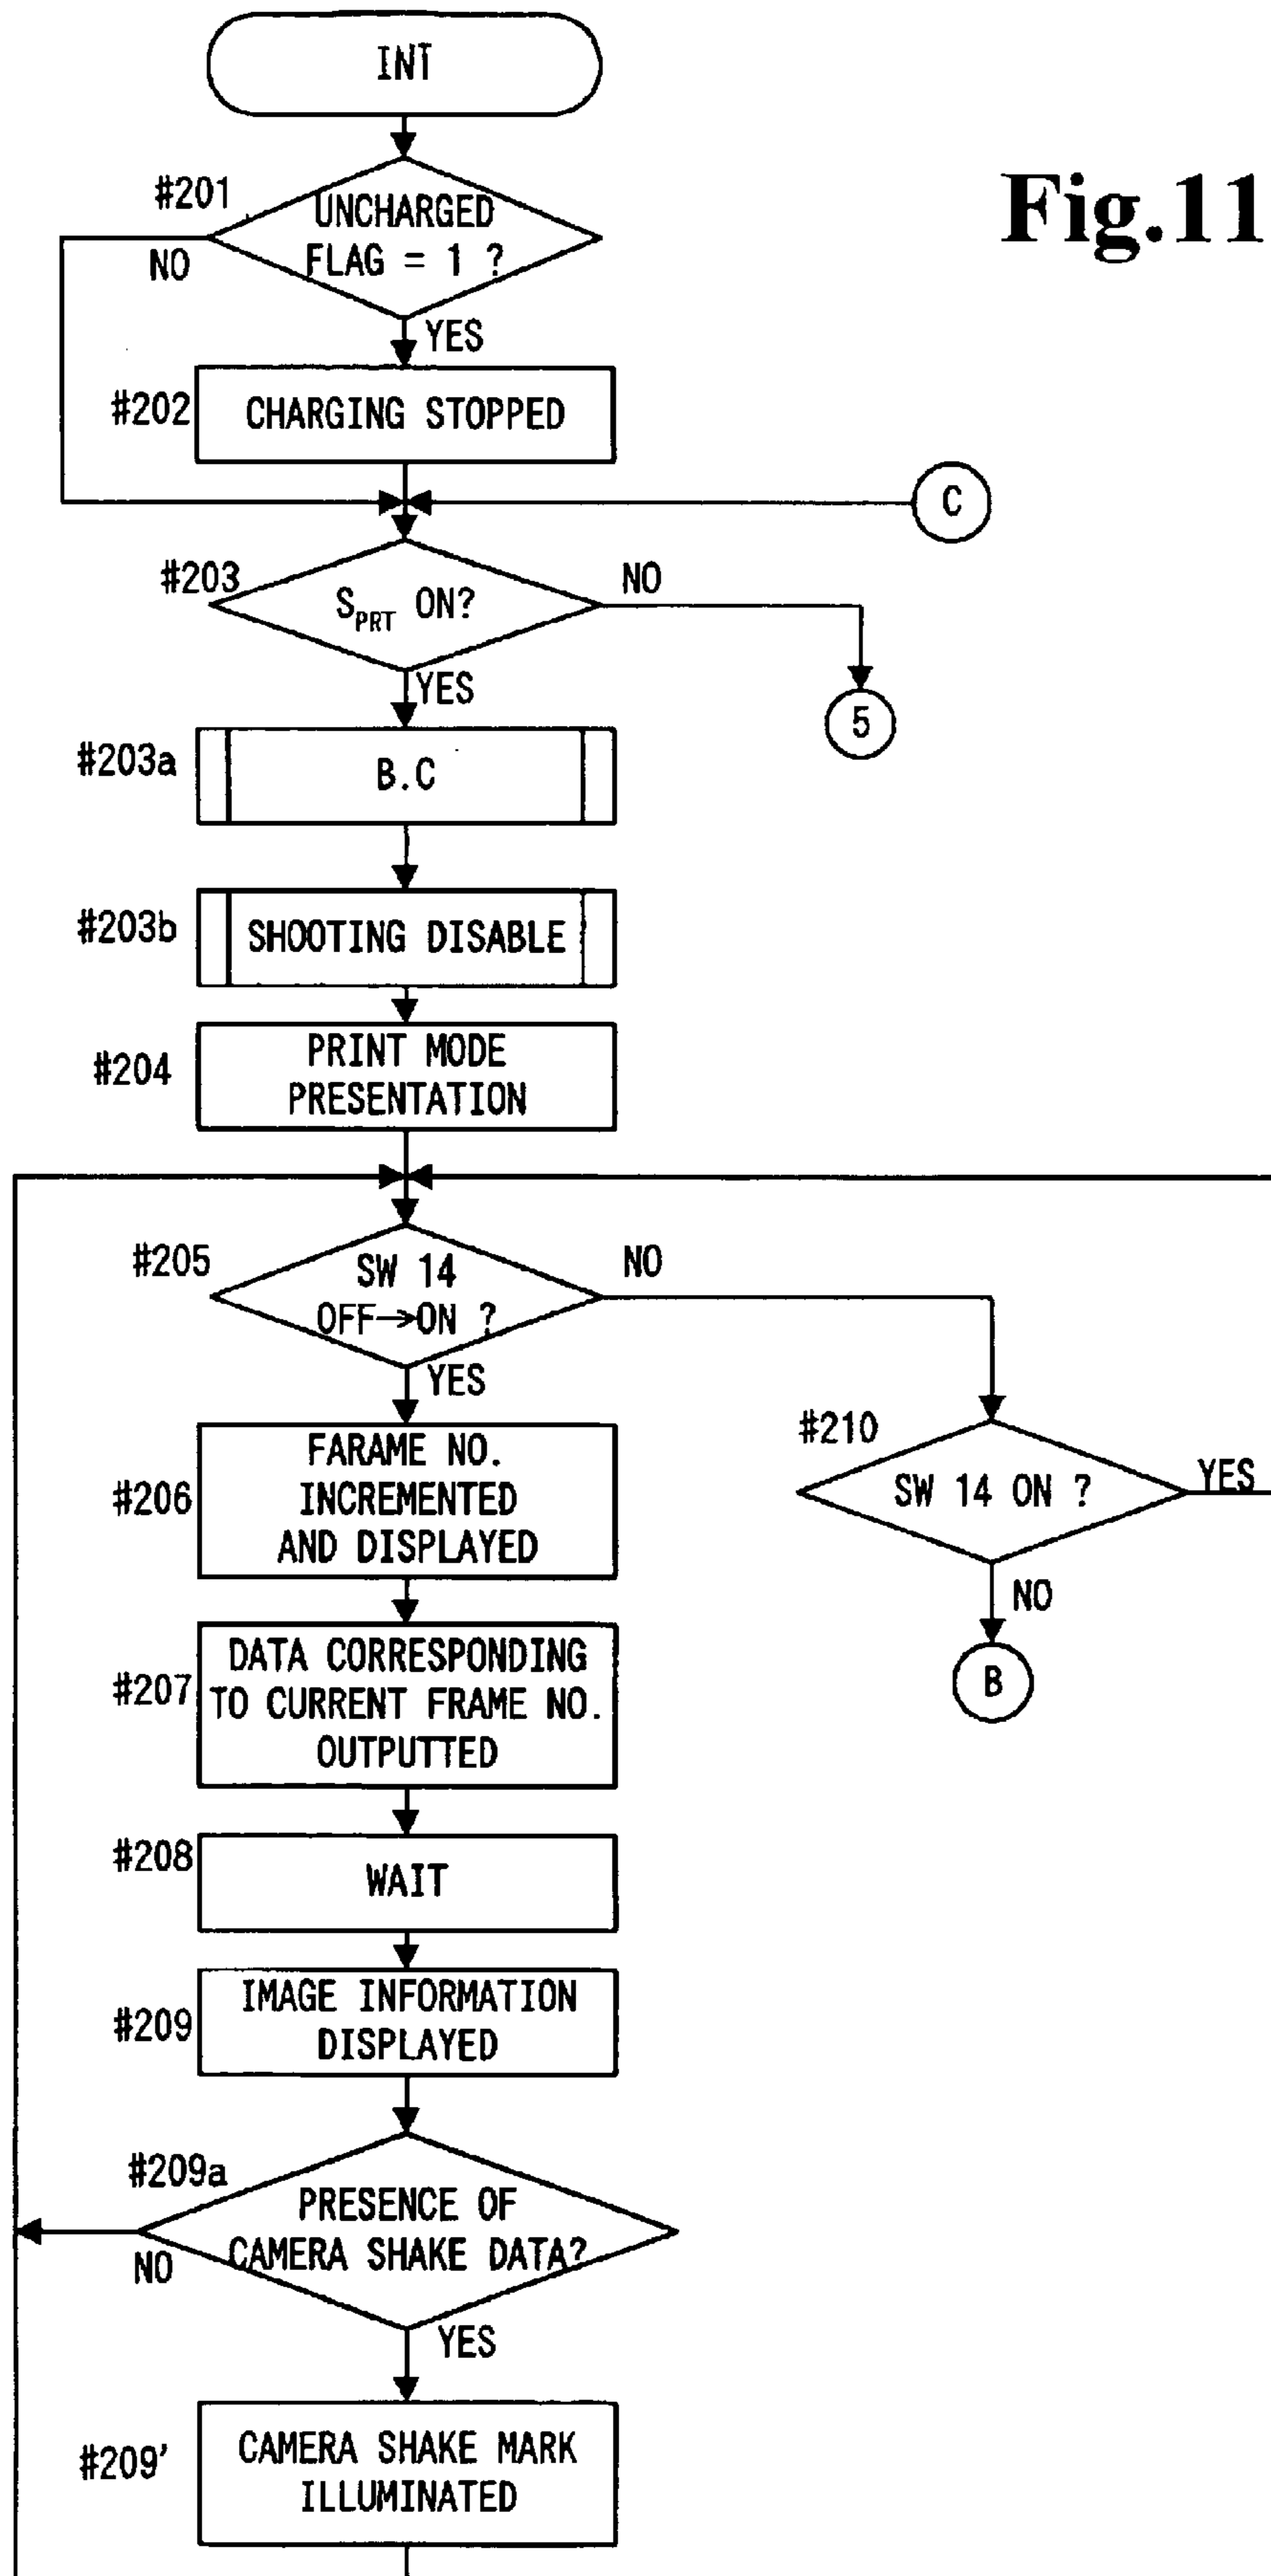 INT
Fig.11
#201
UNCHARGED
FLAG = 1 ?
NO
YES
#202
CHARGING STOPPED
C
#203
S_PRT ON?
NO
YES
5
#203a
B.C
#203b
SHOOTING DISABLE
#204
PRINT MODE
PRESENTATION
#205
SW 14
OFF→ON ?
NO
YES
#206
FARAME NO.
INCREMENTED
AND DISPLAYED
#210
SW 14 ON ?
YES
NO
B
#207
DATA CORRESPONDING
TO CURRENT FRAME NO.
OUTPUTTED
#208
WAIT
#209
IMAGE INFORMATION
DISPLAYED
#209a
PRESENCE OF
CAMERA SHAKE DATA?
NO
YES
#209'
CAMERA SHAKE MARK
ILLUMINATED